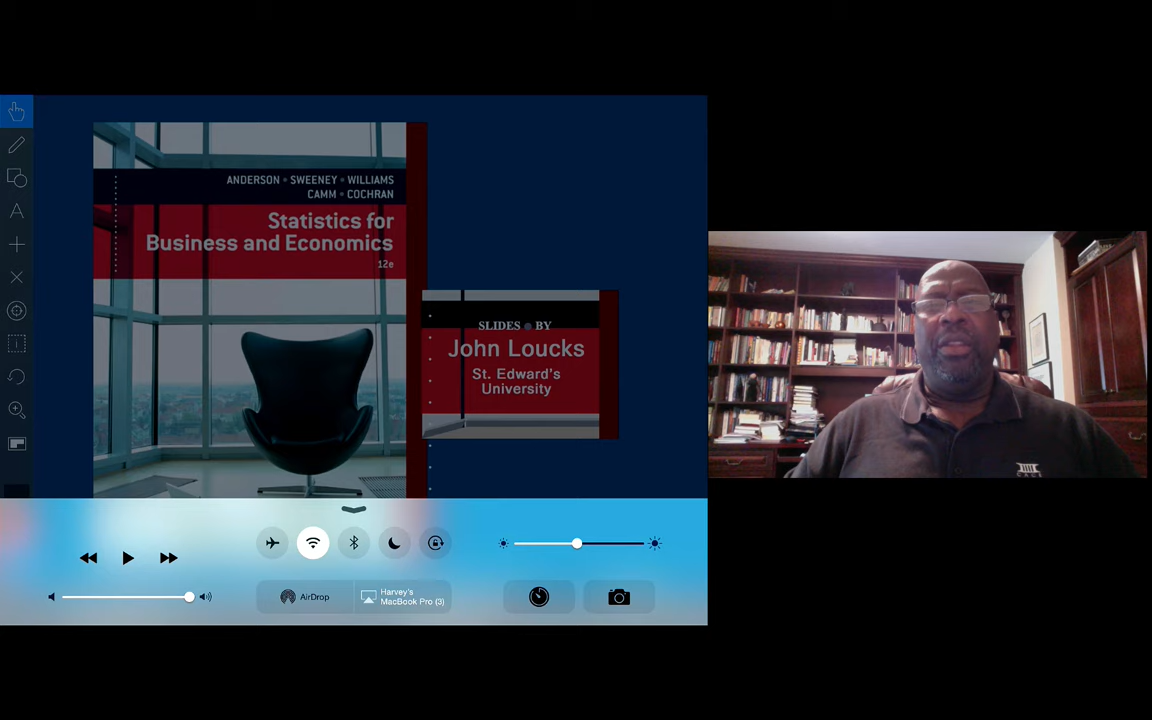 ANDERSON • SWEENEY • WILLIAMS
CAMM • COCHRAN
Statistics for
Business and Economics
12e
SLIDES ● BY
John Loucks
St. Edward's
University
AirDrop
Harvey's
MacBook Pro (3)